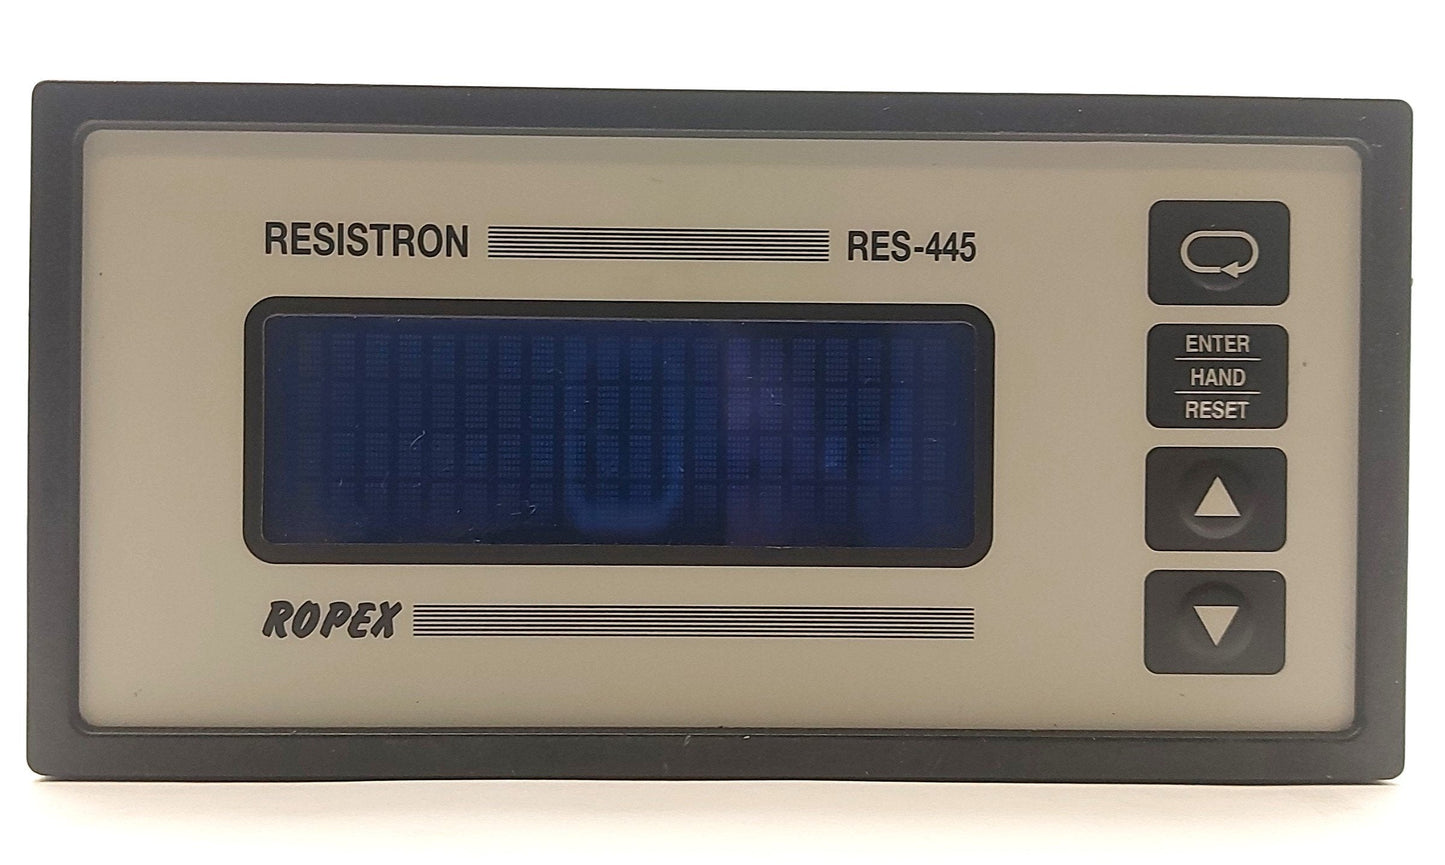 RESISTRON RES-445
ENTER
HAND
RESET
ROPEX